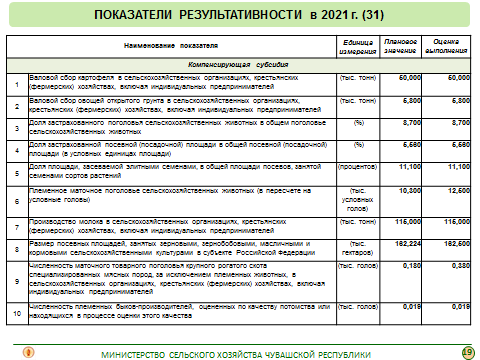 ПОКАЗАТЕЛИ РЕЗУЛЬТАТИВНОСТИ в 2021 г. (31)
Наименование показателя
Единица
измерения
Плановое
значение
Оценка
выполнения
Компенсирующая субсидия
1
Валовой сбор картофеля в сельскохозяйственных организациях, крестьянских
(фермерских) хозяйствах, включая индивидуальных предпринимателей
(тыс. тонн)
50,000
50,000
2
Валовой сбор овощей открытого грунта в сельскохозяйственных организациях,
крестьянских (фермерских) хозяйствах, включая индивидуальных предпринимателей
(тыс. тонн)
5,800
5,800
3
Доля застрахованного поголовья сельскохозяйственных животных в общем поголовье
сельскохозяйственных животных
(%)
8,700
8,700
4
Доля застрахованной посевной (посадочной) площади в общей посевной (посадочной)
площади (в условных единицах площади)
(%)
5,560
5,560
5
Доля площади, засеваемой элитными семенами, в общей площади посевов, занятой
семенами сортов растений
(процентов)
11,100
11,100
6
Племенное маточное поголовье сельскохозяйственных животных (в пересчете на
условные головы)
(тыс.
условных
голов)
10,300
12,500
7
Производство молока в сельскохозяйственных организациях, крестьянских
(фермерских) хозяйствах, включая индивидуальных предпринимателей
(тыс. тонн)
115,000
115,000
8
Размер посевных площадей, занятых зерновыми, зернобобовыми, масличными и
кормовыми сельскохозяйственными культурами в субъекте Российской Федерации
(тыс.
гектаров)
162,224
162,500
9
Численность маточного товарного поголовья крупного рогатого скота
специализированных мясных пород, за исключением племенных животных, в
сельскохозяйственных организациях, крестьянских (фермерских) хозяйствах, включая
индивидуальных предпринимателей
(тыс. голов)
0,180
0,380
10
Численность племенных быков-производителей, оцененных по качеству потомства или
находящихся в процессе оценки этого качества
(тыс. голов)
0,019
0,019
МИНИСТЕРСТВО СЕЛЬСКОГО ХОЗЯЙСТВА ЧУВАШСКОЙ РЕСПУБЛИКИ
19